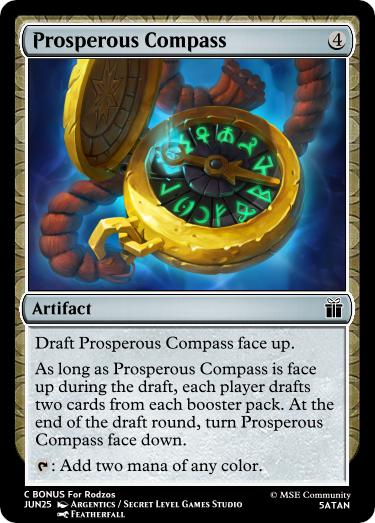 Prosperous Compass 4
Artifact
Draft Prosperous Compass face up.
As long as Prosperous Compass is face
up during the draft, each player drafts
two cards from each booster pack. At the
end of the draft round, turn Prosperous
Compass face down.
: Add two mana of any color.
C BONUS For Rodzos © MSE Community
JUN25 ARGENTICS / SECRET LEVEL GAMES STUDIO 5ATAN
FEATHERFALL